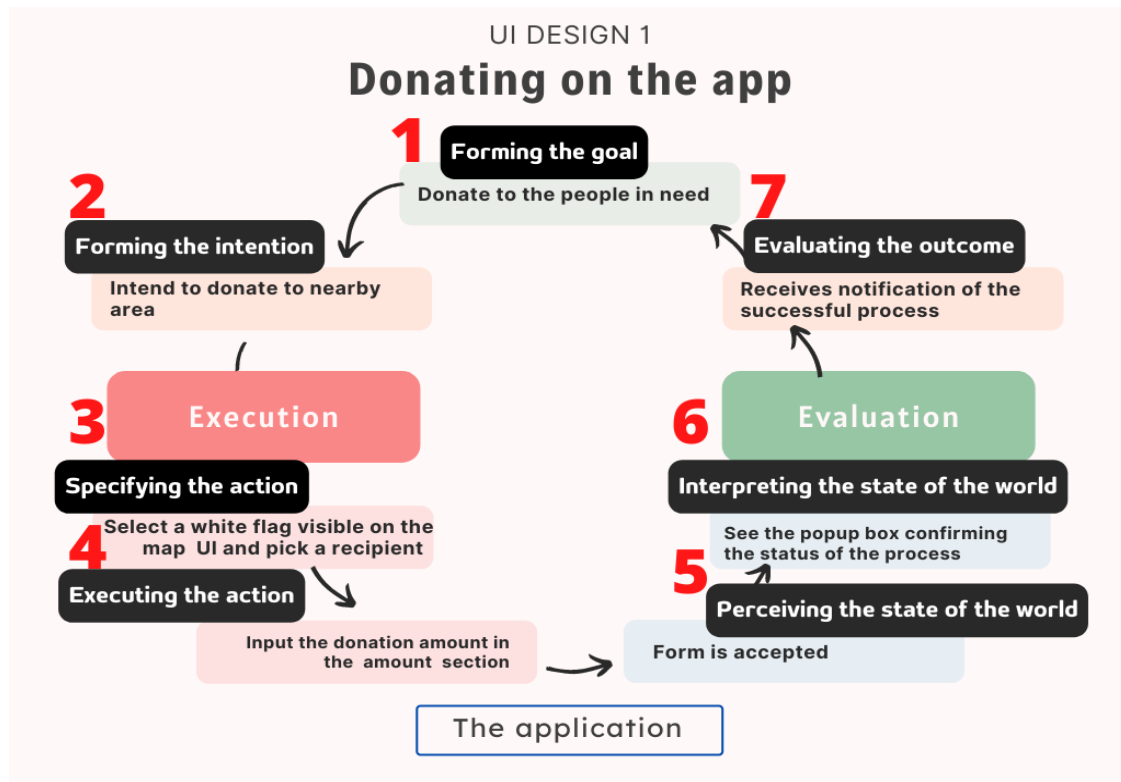 UI DESIGN 1
Donating on the app
1
Forming the goal
Donate to the people in need
2
Forming the intention
Intend to donate to nearby
area
Execution
3
Specifying the action
Select a white flag visible on the
map UI and pick a recipient
4
Executing the action
Input the donation amount in
the amount section
5
Perceiving the state of the world
Form is accepted
6
Evaluation
Interpreting the state of the world
See the popup box confirming
the status of the process
7
Evaluating the outcome
Receives notification of the
successful process
The application